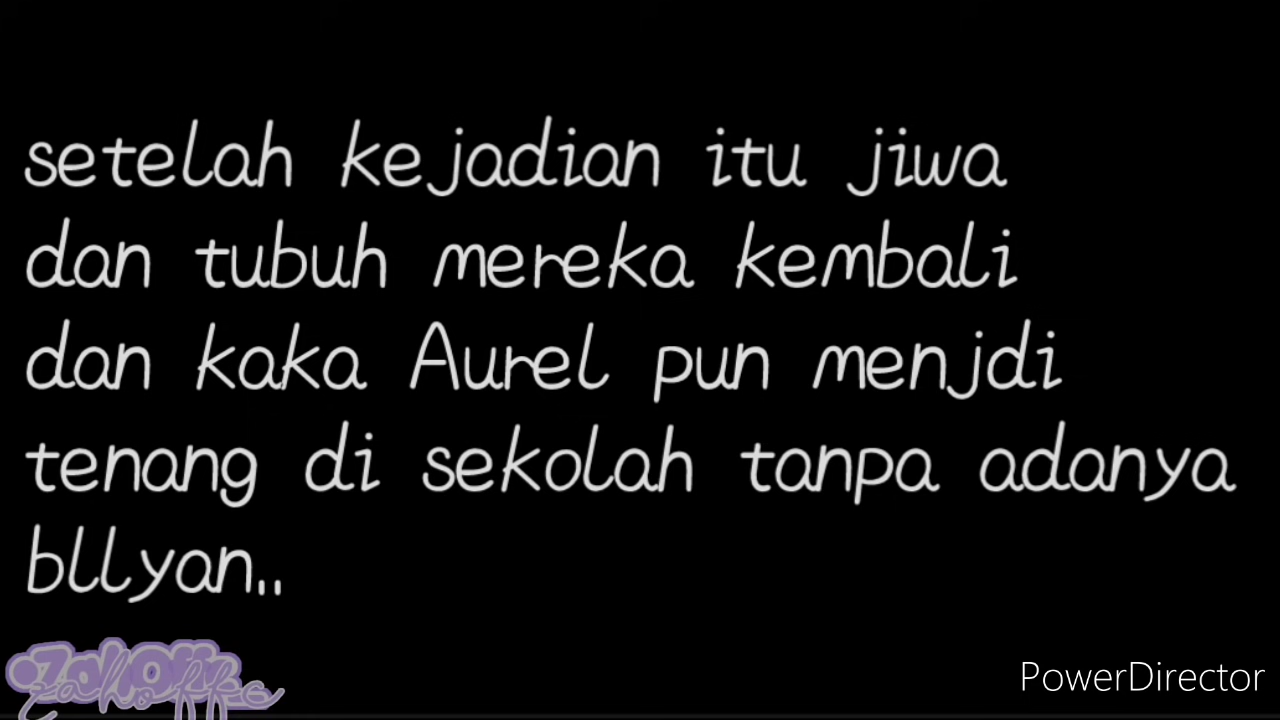 setelah kejadian itu jiwa
dan tubuh mereka kembali
dan kaka Aurel pun menjdi
tenang di sekolah tanpa adanya
bllyan..
PowerDirector